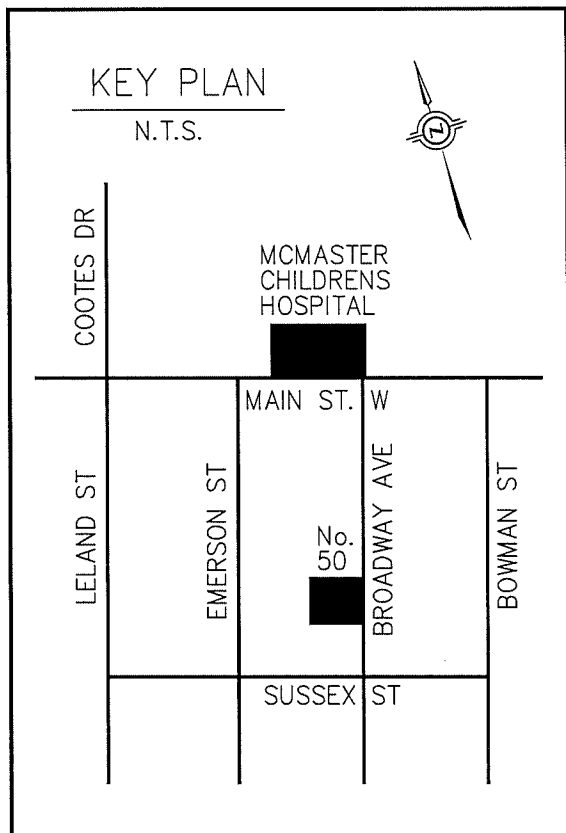 KEY PLAN
N.T.S.
N
COOTES DR
MCMASTER
CHILDRENS
HOSPITAL
MAIN ST. W
LELAND ST
EMERSON ST
No.
50
BROADWAY AVE
BOWMAN ST
SUSSEX ST